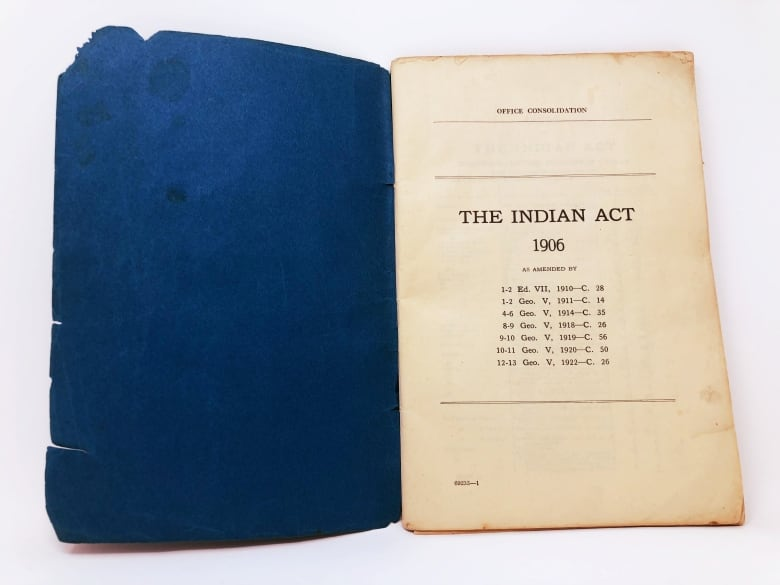 OFFICE CONSOLIDATION
THE INDIAN ACT
1906
AS AMENDED BY
1-2 Ed. VII, 1910—C. 28
1-2 Geo. V, 1911—C. 14
4-6 Geo. V, 1914—C. 35
8-9 Geo. V, 1918—C. 26
9-10 Geo. V, 1919—C. 56
10-11 Geo. V, 1920—C. 50
12-13 Geo. V, 1922—C. 26